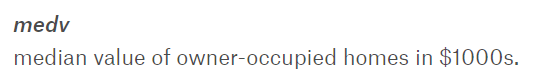 medv
median value of owner-occupied homes in $1000s.